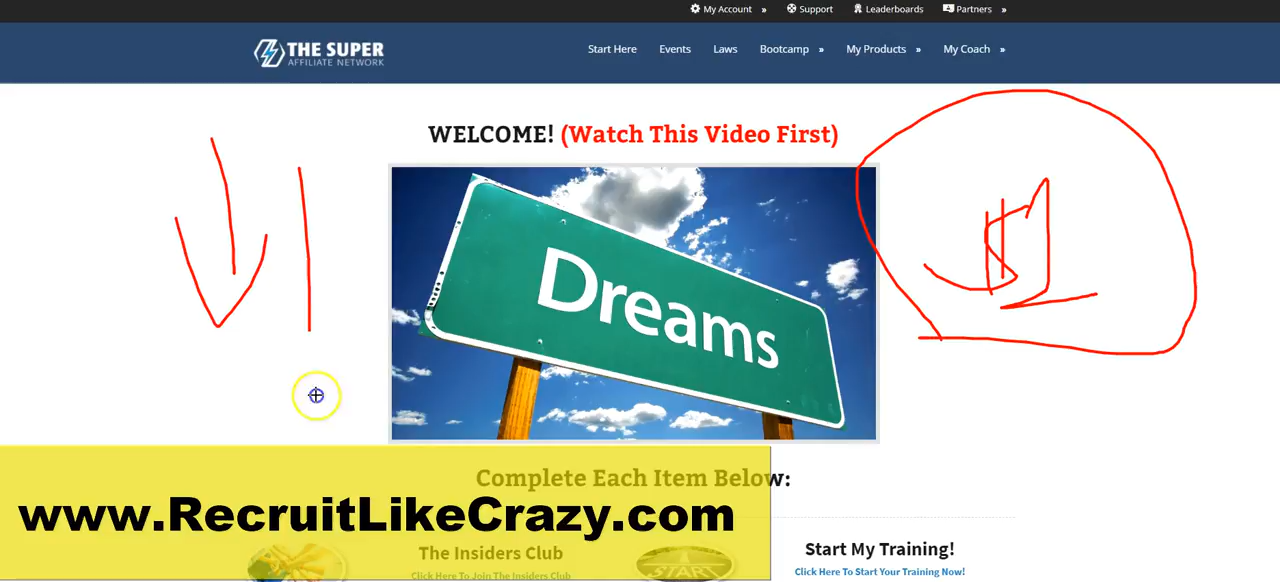 My Account » Support Leaderboards Partners »
THE SUPER
AFFILIATE NETWORK
Start Here Events Laws Bootcamp » My Products » My Coach »
WELCOME! (Watch This Video First)
Dreams
Complete Each Item Below:
www.RecruitLikeCrazy.com
The Insiders Club
Click Here To Join The Insiders Club
START
Start My Training!
Click Here To Start Your Training Now!